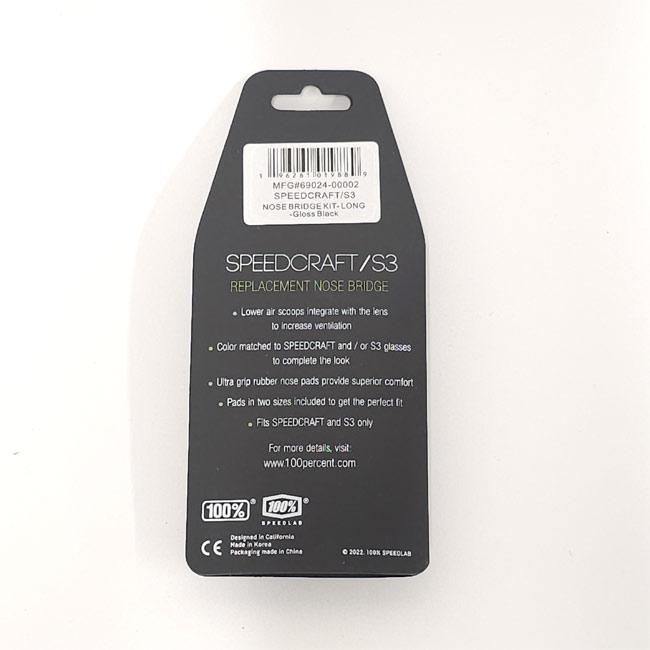 1 96261 01988 9
MFG#69024-00002
SPEEDCRAFT/S3
NOSE BRIDGE KIT- LONG
-Gloss Black
SPEEDCRAFT/S3
REPLACEMENT NOSE BRIDGE
• Lower air scoops integrate with the lens
to increase ventilation
• Color matched to SPEEDCRAFT and / or S3 glasses
to complete the look
• Ultra grip rubber nose pads provide superior comfort
• Pads in two sizes included to get the perfect fit
• Fits SPEEDCRAFT and S3 only
For more details, visit:
www.100percent.com
100%® 100%®
SPEEDLAB
Designed in California
Made in Korea
CE Packaging made in China
© 2022. 100% SPEEDLAB